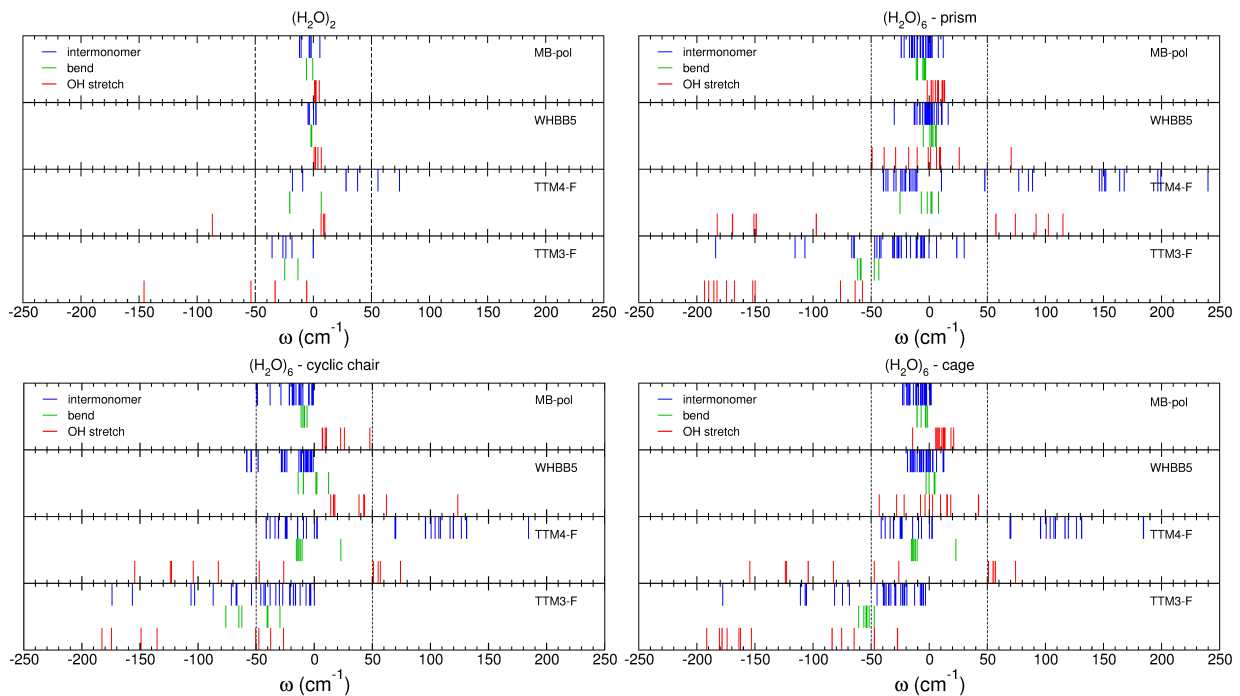 (H2O)2
intermonomer
bend
OH stretch
MB-pol
WHBB5
TTM4-F
TTM3-F
-250 -200 -150 -100 -50 0 50 100 150 200 250
ω (cm-1)
(H2O)6 - prism
intermonomer
bend
OH stretch
MB-pol
WHBB5
TTM4-F
TTM3-F
-250 -200 -150 -100 -50 0 50 100 150 200 250
ω (cm-1)
(H2O)6 - cyclic chair
intermonomer
bend
OH stretch
MB-pol
WHBB5
TTM4-F
TTM3-F
-250 -200 -150 -100 -50 0 50 100 150 200 250
ω (cm-1)
(H2O)6 - cage
intermonomer
bend
OH stretch
MB-pol
WHBB5
TTM4-F
TTM3-F
-250 -200 -150 -100 -50 0 50 100 150 200 250
ω (cm-1)